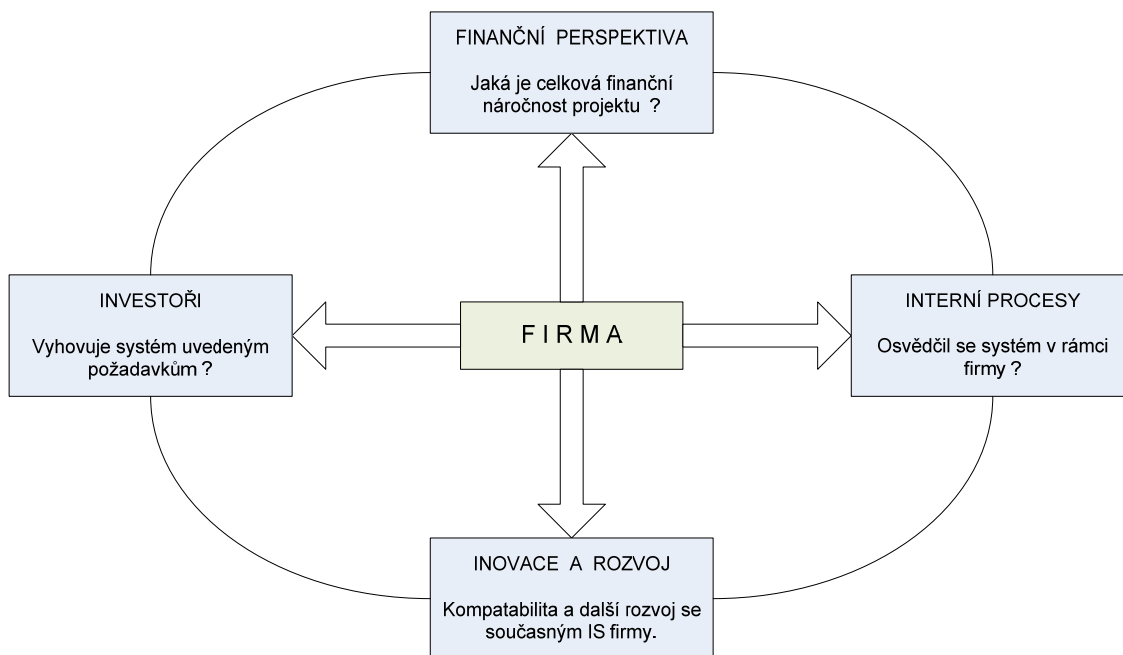 FINANČNÍ PERSPEKTIVA
Jaká je celková finanční
náročnost projektu ?
INVESTOŘI
Vyhovuje systém uvedeným
požadavkům ?
F I R M A
INTERNÍ PROCESY
Osvědčil se systém v rámci
firmy ?
INOVACE A ROZVOJ
Kompatabilita a další rozvoj se
současným IS firmy.